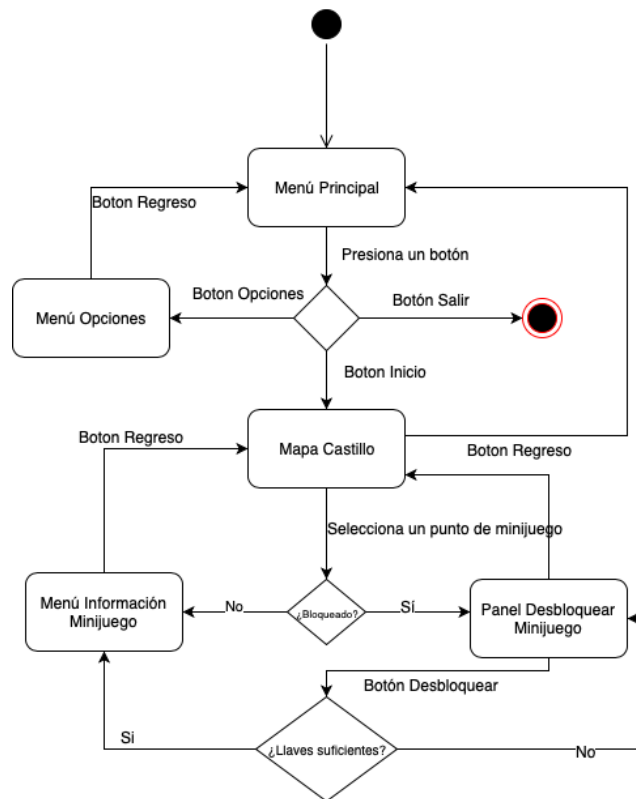 Menú Principal
Boton Regreso
Presiona un botón
Boton Opciones
Botón Salir
Menú Opciones
Boton Inicio
Boton Regreso
Mapa Castillo
Boton Regreso
Selecciona un punto de minijuego
Menú Información
Minijuego
No
¿Bloqueado?
Sí
Panel Desbloquear
Minijuego
Botón Desbloquear
Si
¿Llaves suficientes?
No